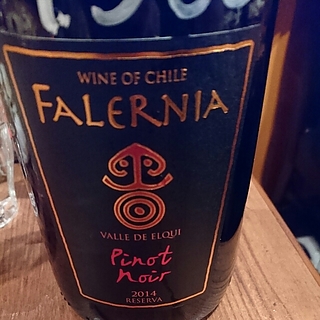 WINE OF CHILE
FALERNIA
VALLE DE ELQUI
Pinot
Noir
2014
RESERVA